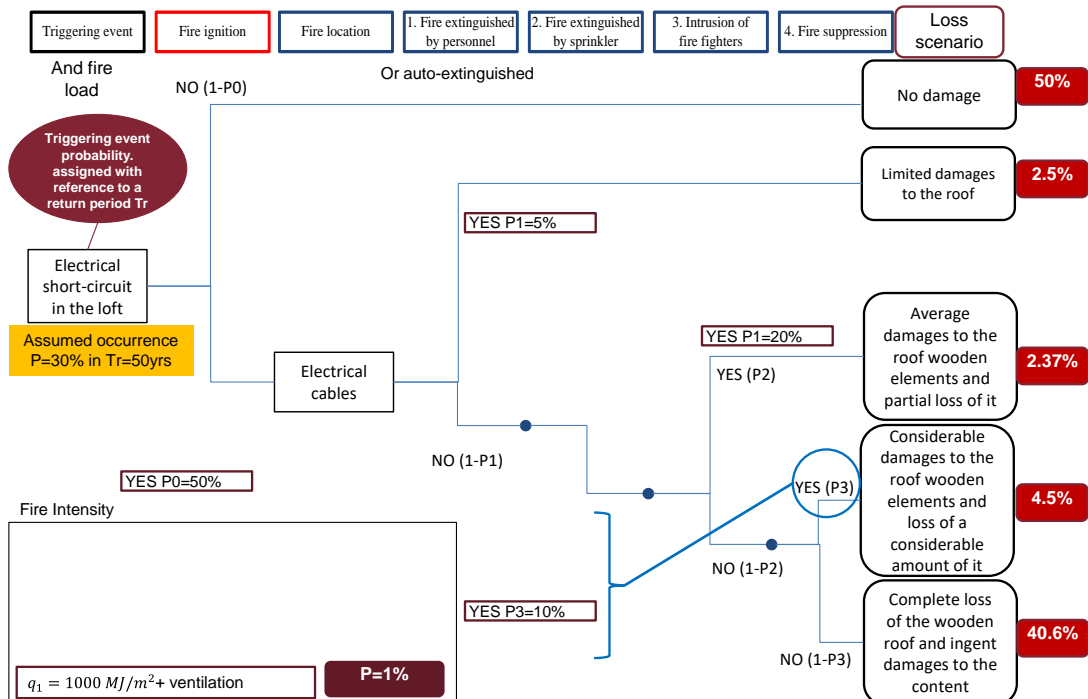 Triggering event
Fire ignition
Fire location
1. Fire extinguished
by personnel
2. Fire extinguished
by sprinkler
3. Intrusion of
fire fighters
4. Fire suppression
Loss
scenario
And fire
load
NO (1-P0)
Or auto-extinguished
No damage
50%
Triggering event
probability.
assigned with
reference to a
return period Tr
Limited damages
to the roof
2.5%
YES P1=5%
Electrical
short-circuit
in the loft
Assumed occurrence
P=30% in Tr=50yrs
Electrical
cables
YES P1=20%
YES (P2)
Average
damages to the
roof wooden
elements and
partial loss of it
2.37%
NO (1-P1)
YES P0=50%
YES (P3)
Considerable
damages to the
roof wooden
elements and
loss of a
considerable
amount of it
4.5%
Fire Intensity
NO (1-P2)
YES P3=10%
NO (1-P3)
Complete loss
of the wooden
roof and ingent
damages to the
content
40.6%
q₁ = 1000 MJ/m²+ ventilation
P=1%